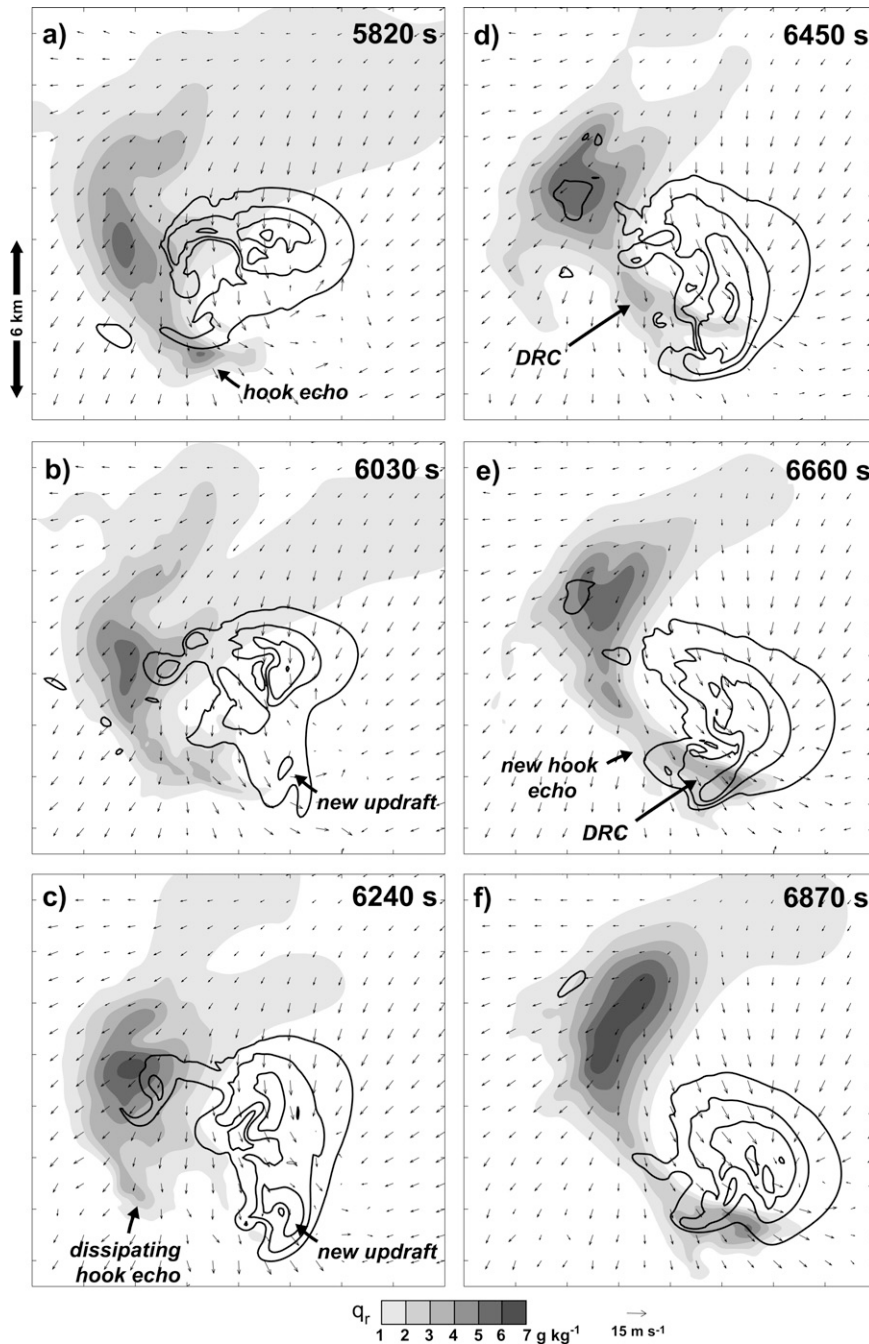 a)
5820 s
6 km
hook echo
b)
6030 s
new updraft
c)
6240 s
dissipating
hook echo
new updraft
d)
6450 s
DRC
e)
6660 s
new hook
echo
DRC
f)
6870 s
qr
1 2 3 4 5 6 7 g kg-1
15 m s-1